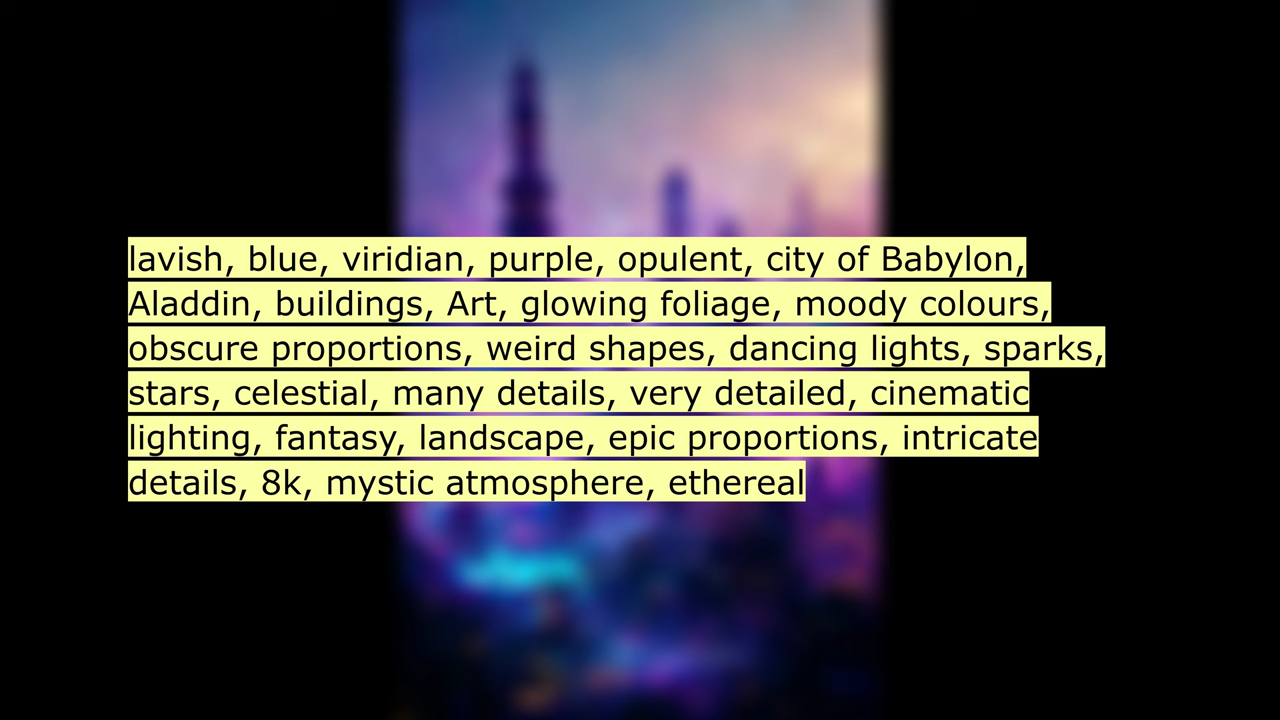 lavish, blue, viridian, purple, opulent, city of Babylon,
Aladdin, buildings, Art, glowing foliage, moody colours,
obscure proportions, weird shapes, dancing lights, sparks,
stars, celestial, many details, very detailed, cinematic
lighting, fantasy, landscape, epic proportions, intricate
details, 8k, mystic atmosphere, ethereal